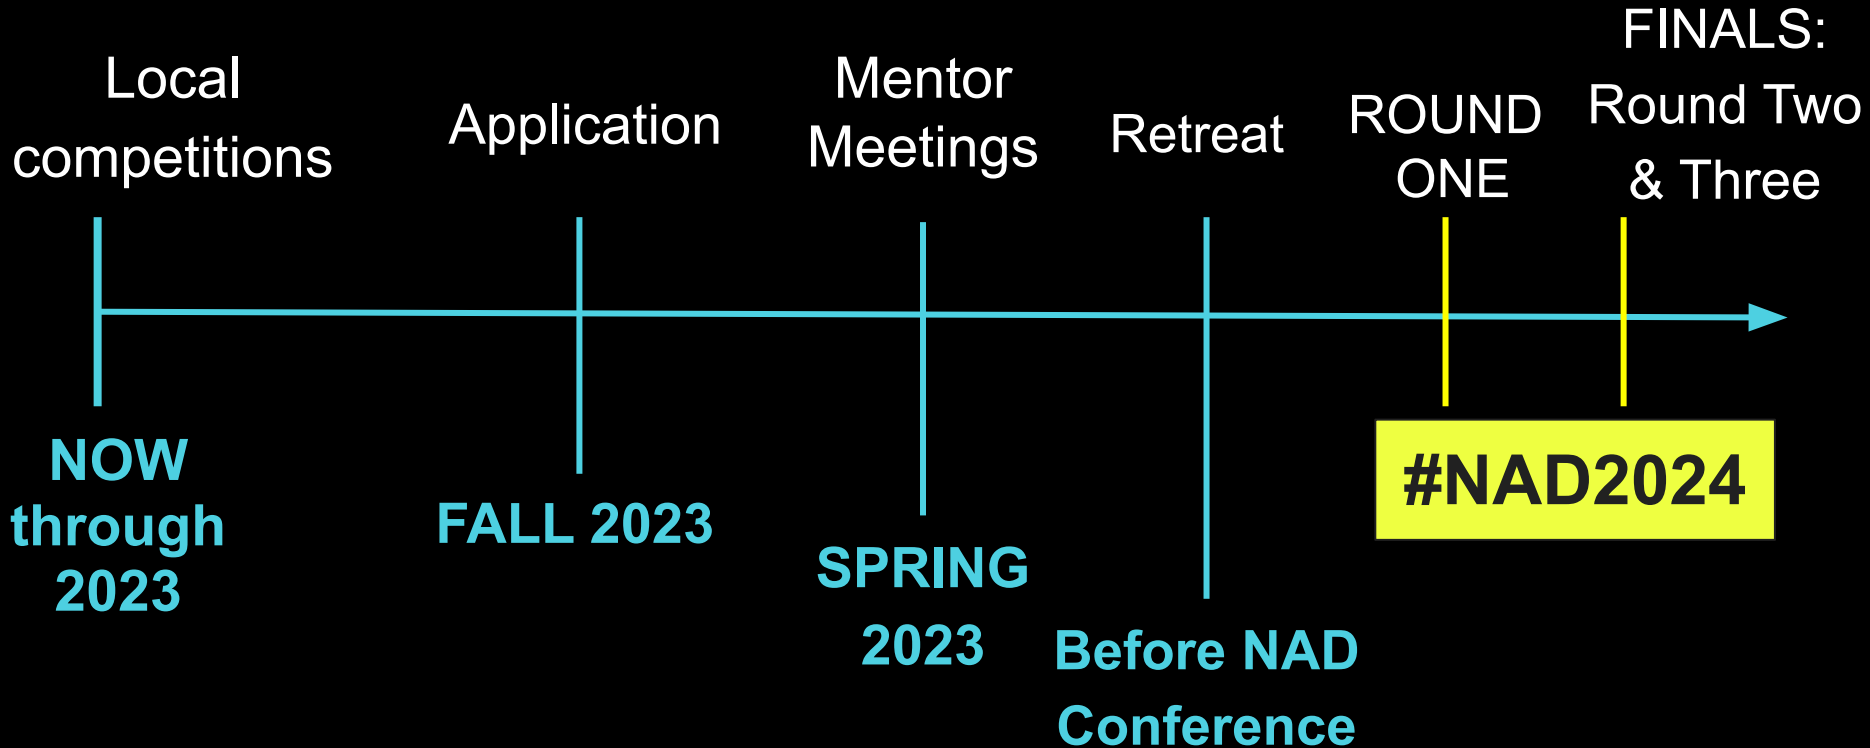 Local
competitions
Application
Mentor
Meetings
Retreat
ROUND
ONE
FINALS:
Round Two
& Three
NOW
through
2023
FALL 2023
SPRING
2023
Before NAD
Conference
#NAD2024